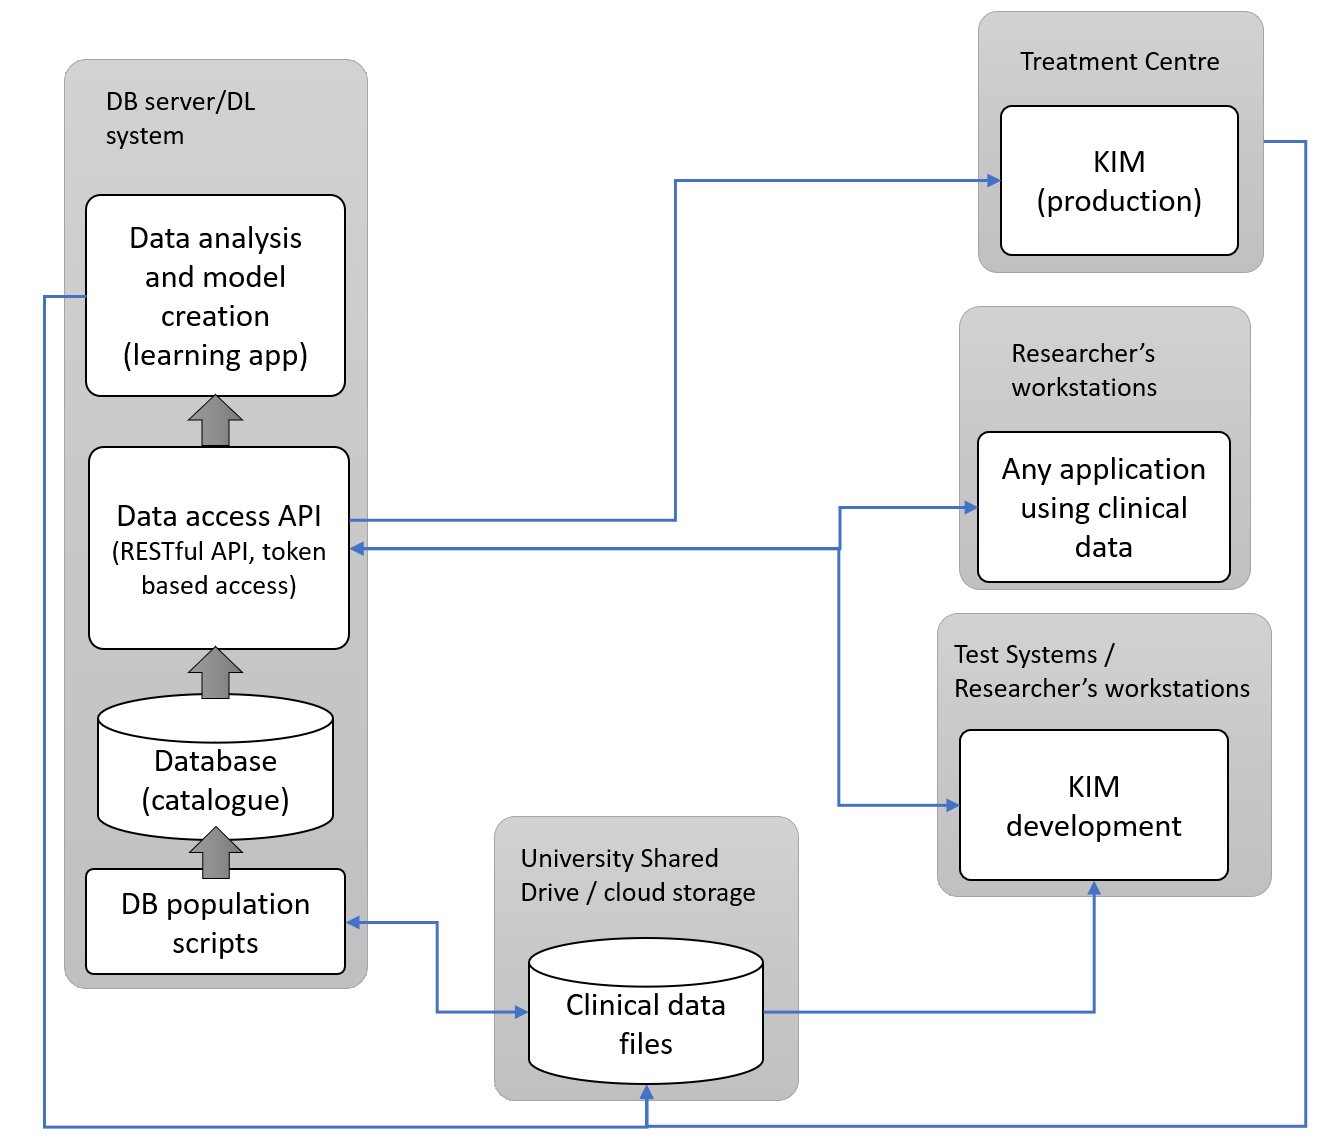 DB server/DL
system
Data analysis
and model
creation
(learning app)
Data access API
(RESTful API, token
based access)
Database
(catalogue)
DB population
scripts
University Shared
Drive / cloud storage
Clinical data
files
Treatment Centre
KIM
(production)
Researcher’s
workstations
Any application
using clinical
data
Test Systems /
Researcher’s workstations
KIM
development